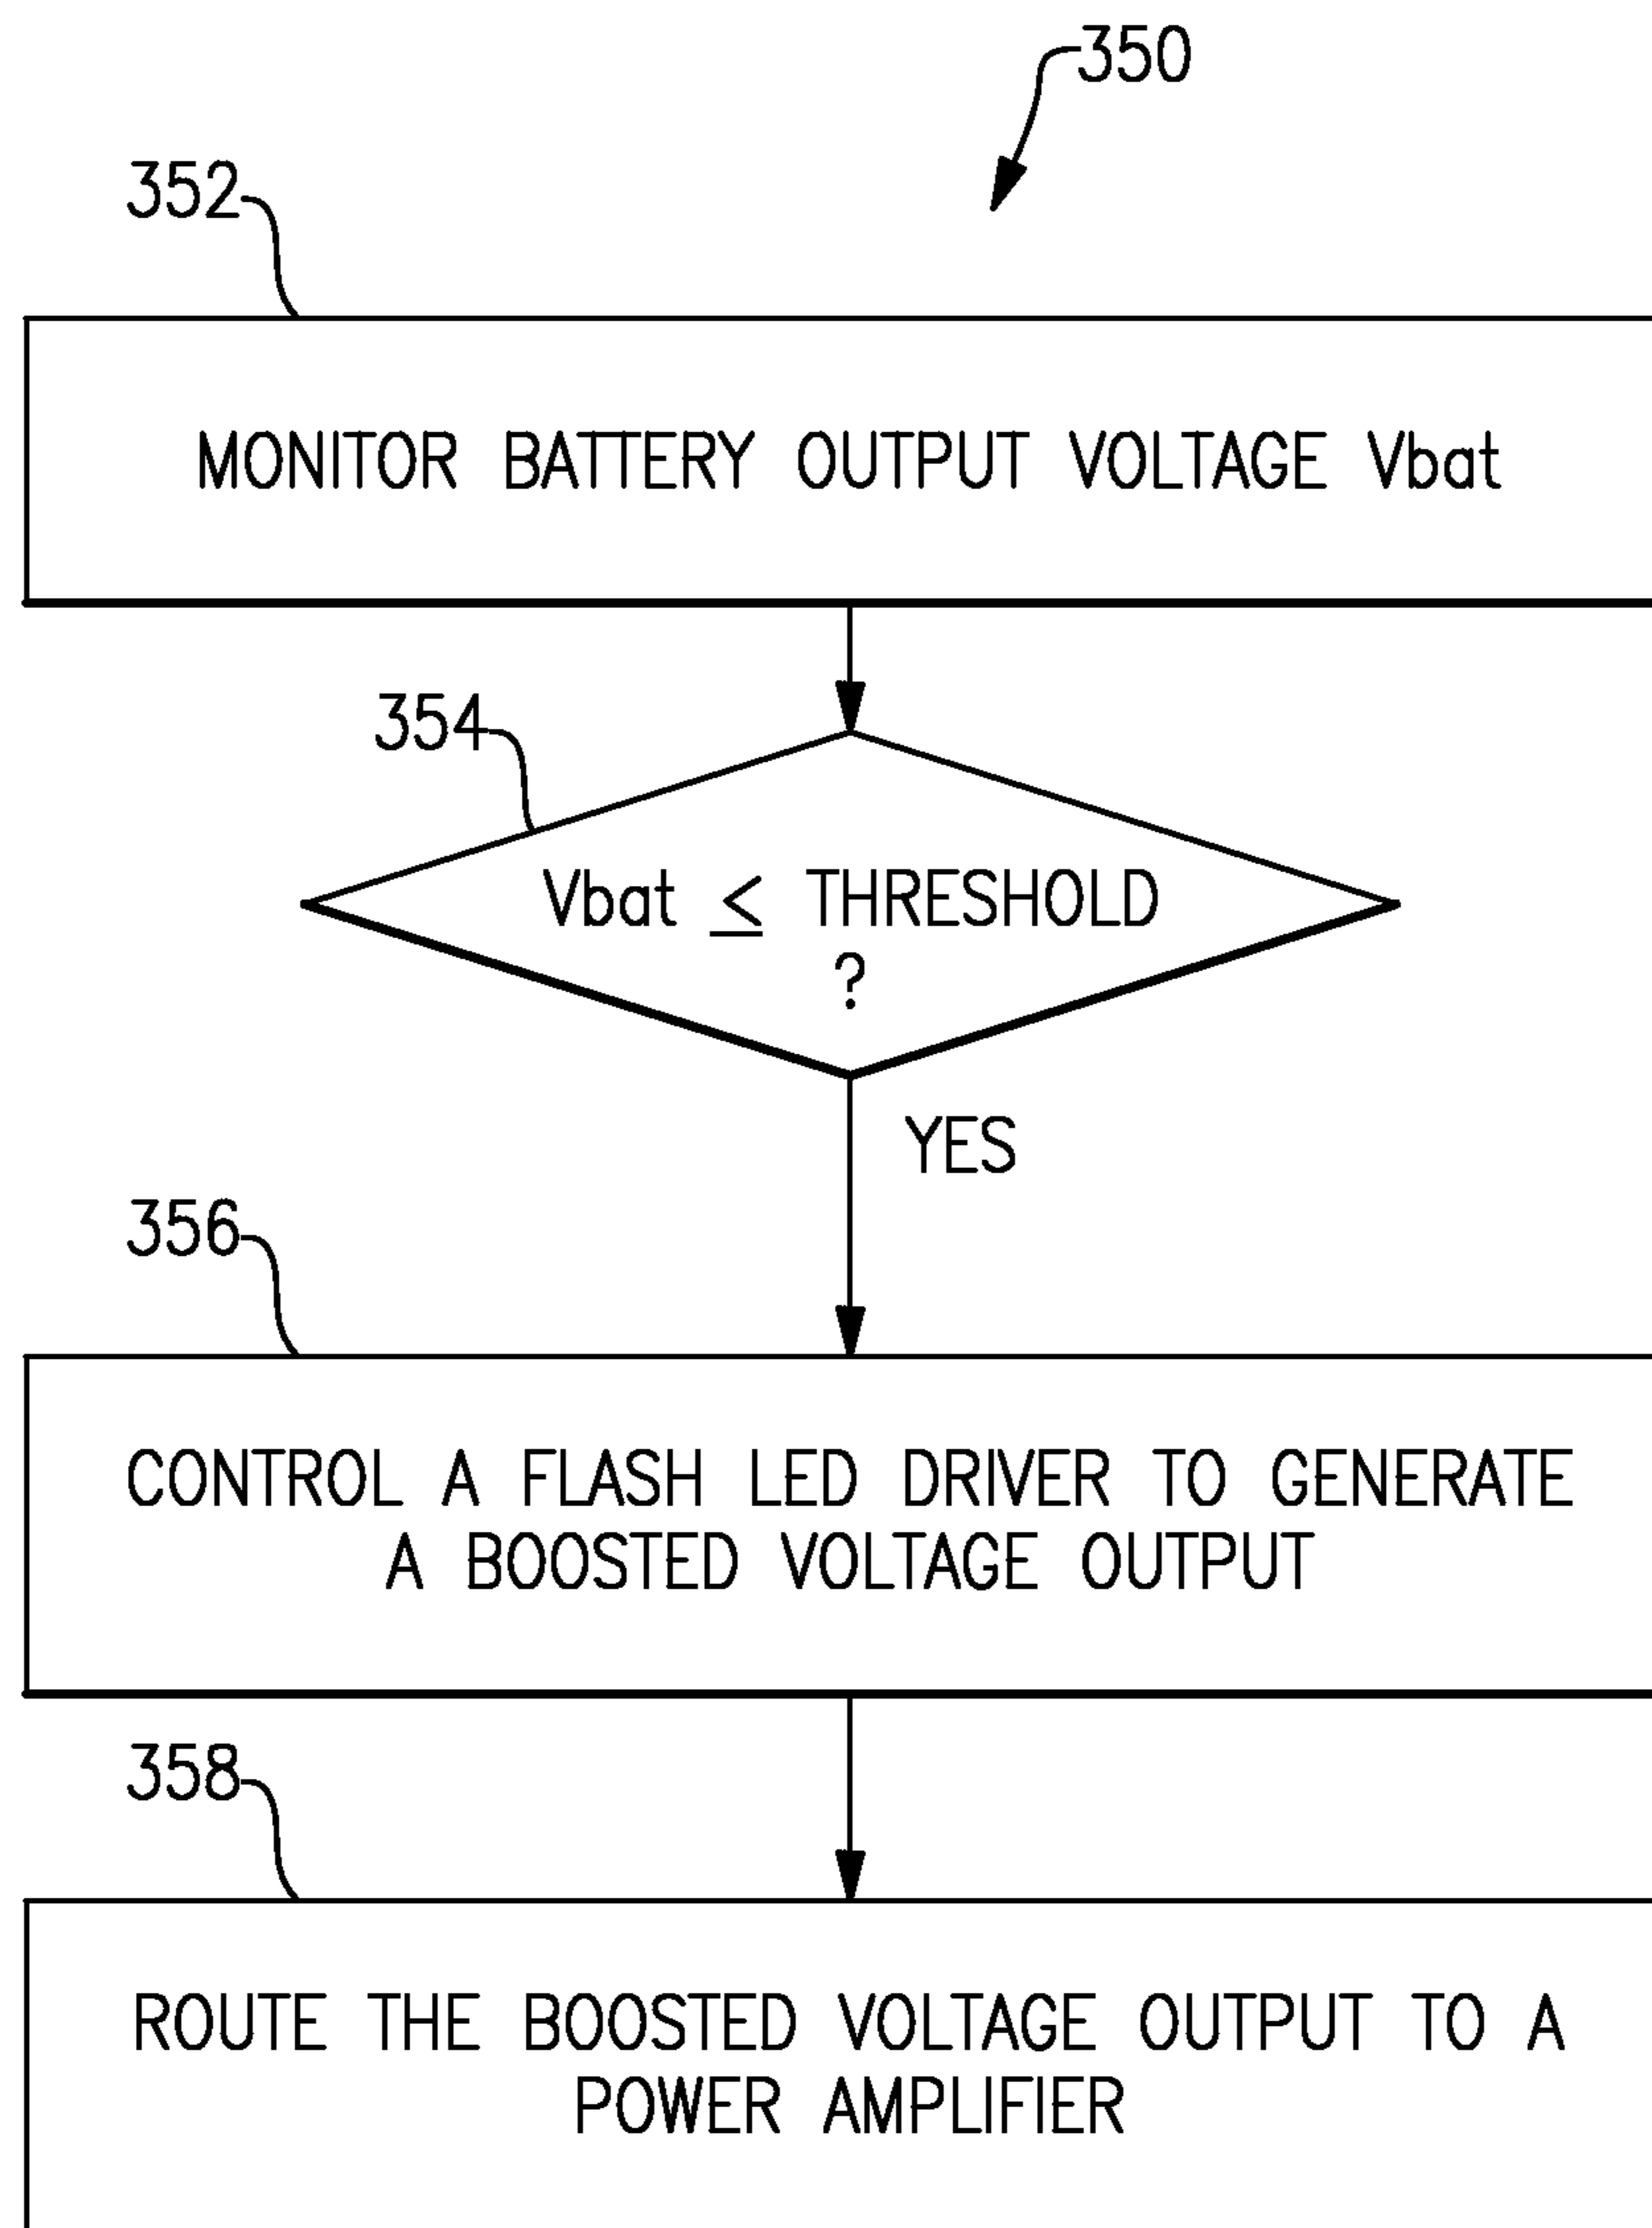 350
352
MONITOR BATTERY OUTPUT VOLTAGE Vbat
354
Vbat ≤ THRESHOLD
?
YES
356
CONTROL A FLASH LED DRIVER TO GENERATE
A BOOSTED VOLTAGE OUTPUT
358
ROUTE THE BOOSTED VOLTAGE OUTPUT TO A
POWER AMPLIFIER